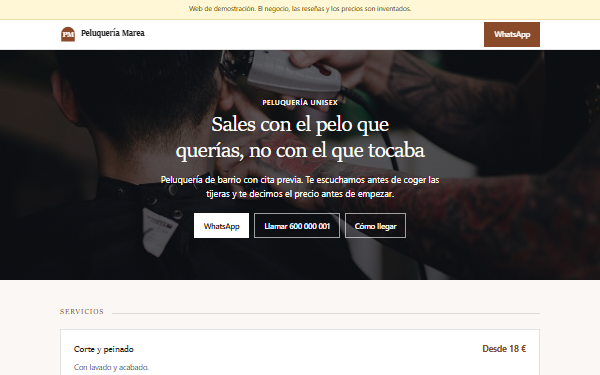 Web de demostración. El negocio, las reseñas y los precios son inventados.
PM Peluquería Marea
WhatsApp
PELUQUERÍA UNISEX
Sales con el pelo que
querías, no con el que tocaba
Peluquería de barrio con cita previa. Te escuchamos antes de coger las
tijeras y te decimos el precio antes de empezar.
WhatsApp
Llamar 600 000 001
Cómo llegar
SERVICIOS
Corte y peinado
Desde 18 €
Con lavado y acabado.